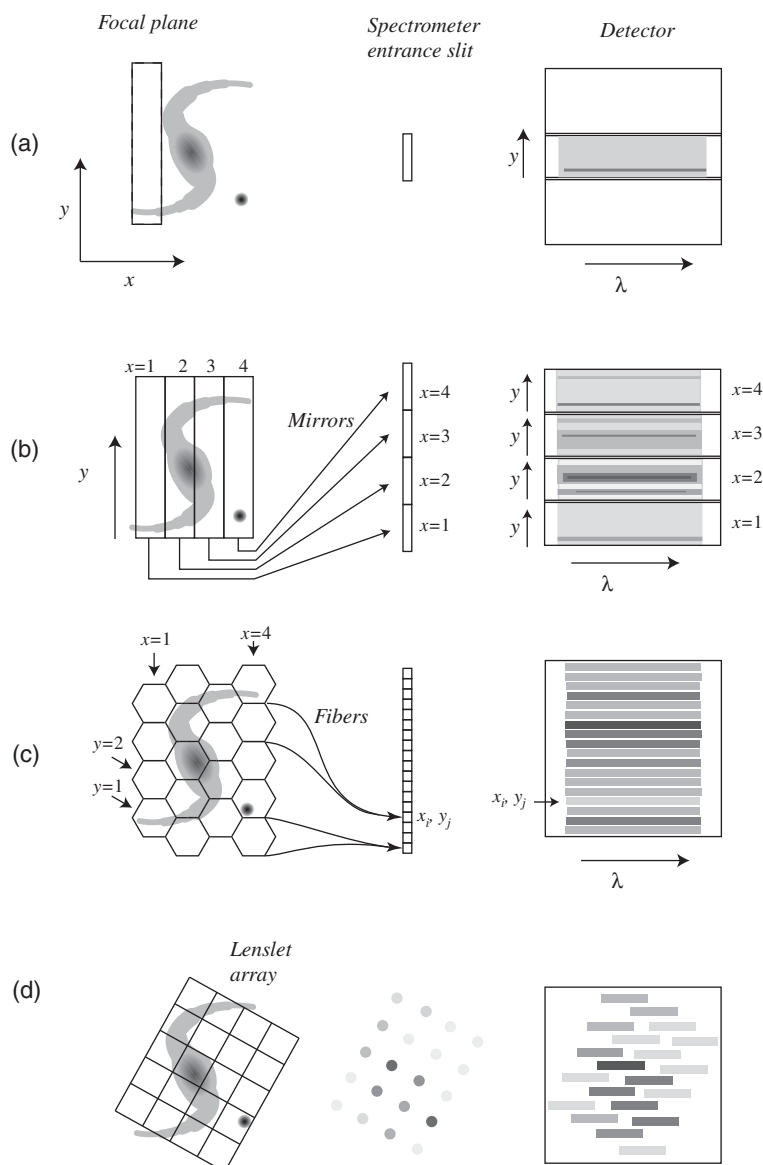 Focal plane
Spectrometer
entrance slit
Detector
(a)
y
x
y
λ
(b)
x=1 2 3 4
y
Mirrors
x=4
x=3
x=2
x=1
y
y
y
y
x=4
x=3
x=2
x=1
λ
(c)
x=1
x=4
y=2
y=1
Fibers
xᵢ, yⱼ
xᵢ, yⱼ
λ
(d)
Lenslet
array